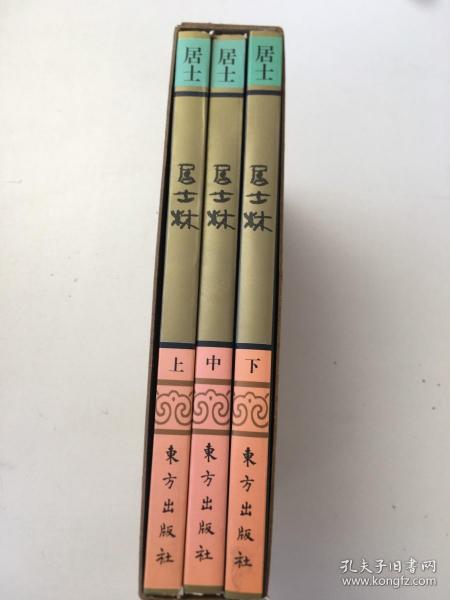 居士
居士林
上
東方出版社
居士
居士林
中
東方出版社
居士
居士林
下
東方出版社
孔夫子旧书网
www.kongfz.com